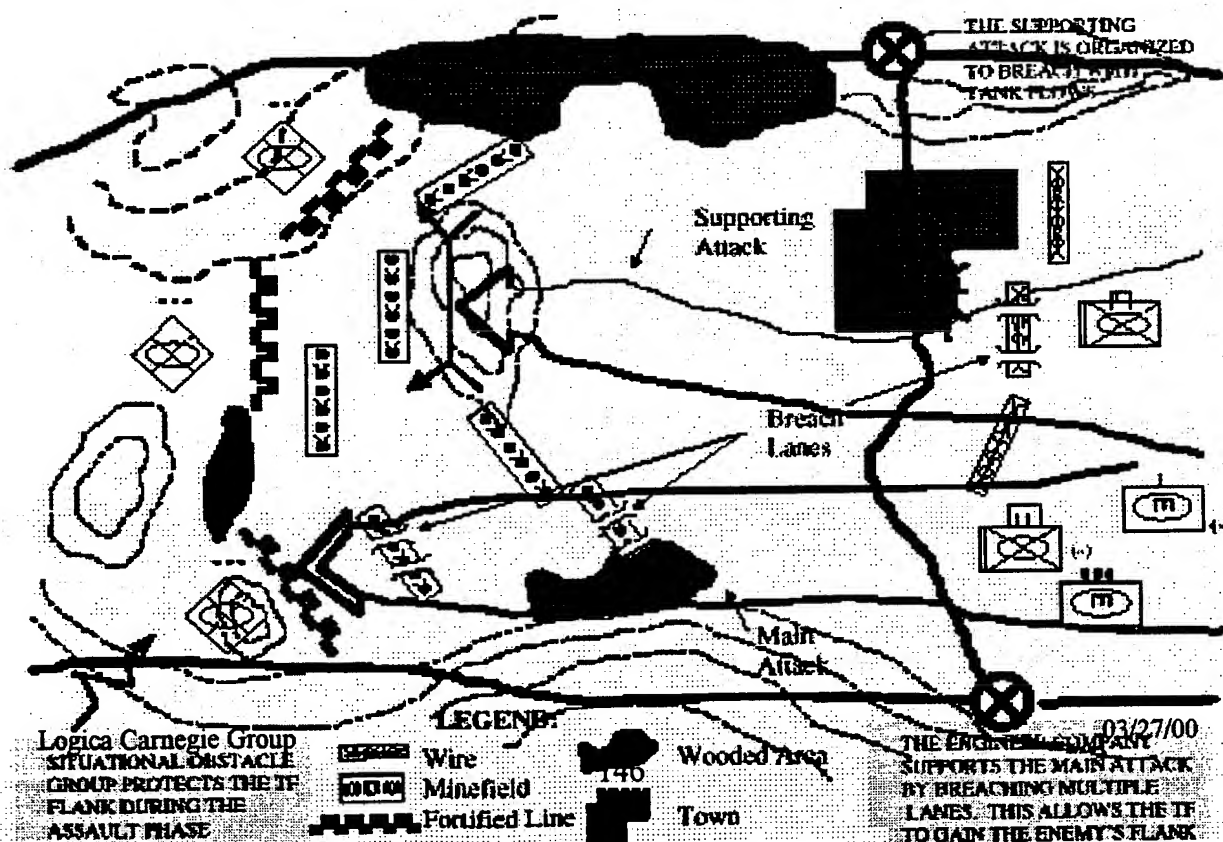 THE SUPPORTING
ATTACK IS ORGANIZED
TO BREACH WITH
TANK PLOWS
Supporting
Attack
Breach
Lanes
Main
Attack
(-)
(-)
LEGEND:
Wire
Minefield
Fortified Line
Wooded Area
146
Town
Logica Carnegie Group
SITUATIONAL OBSTACLE
GROUP PROTECTS THE TF
FLANK DURING THE
ASSAULT PHASE
03/27/00
THE ENGINEER COMPANY
SUPPORTS THE MAIN ATTACK
BY BREACHING MULTIPLE
LANES. THIS ALLOWS THE TF
TO GAIN THE ENEMY'S FLANK